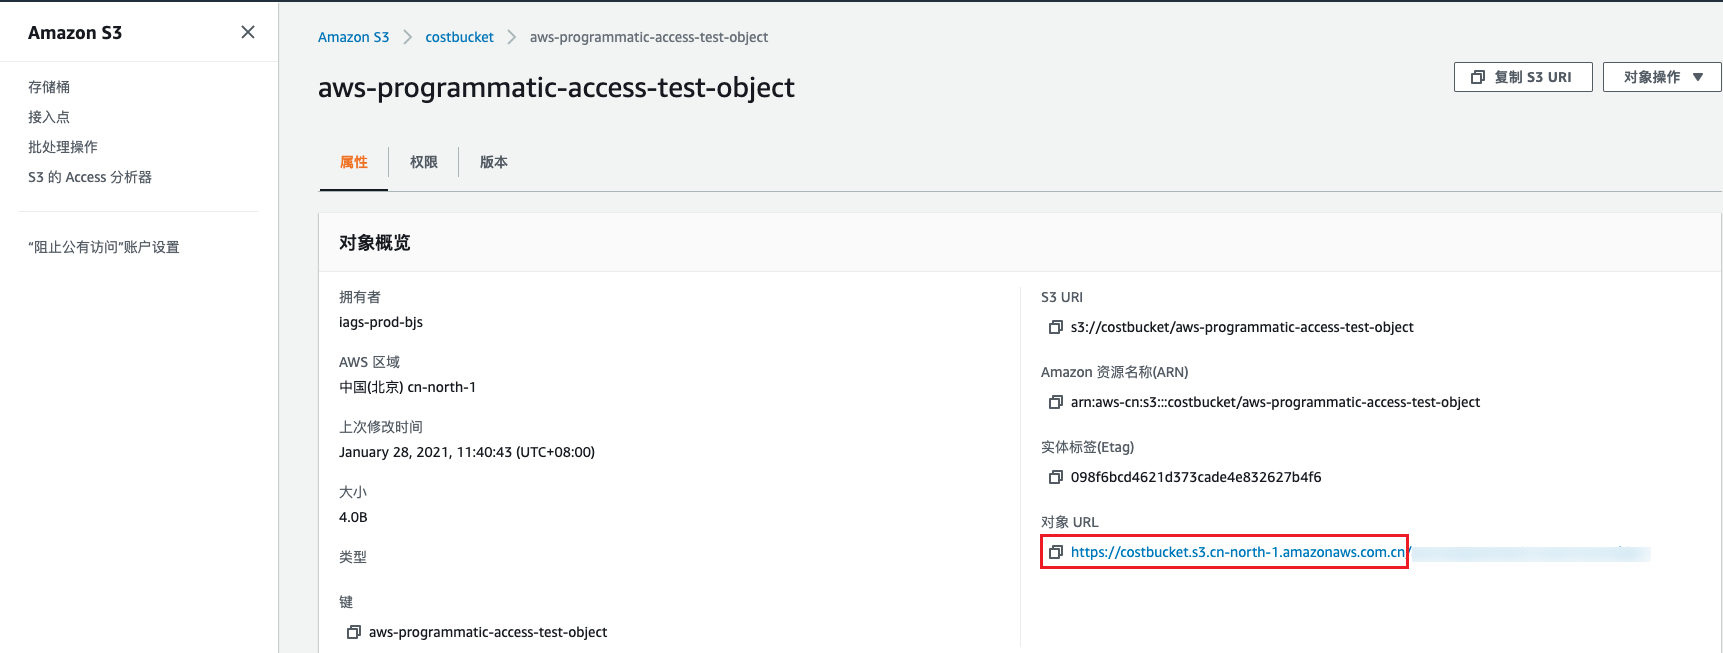 Amazon S3
存储桶
接入点
批处理操作
S3 的 Access 分析器
“阻止公有访问”账户设置
Amazon S3 > costbucket > aws-programmatic-access-test-object
aws-programmatic-access-test-object
复制 S3 URI
对象操作
属性
权限
版本
对象概览
拥有者
iags-prod-bjs
AWS 区域
中国(北京) cn-north-1
上次修改时间
January 28, 2021, 11:40:43 (UTC+08:00)
大小
4.0B
类型
键
aws-programmatic-access-test-object
S3 URI
s3://costbucket/aws-programmatic-access-test-object
Amazon 资源名称(ARN)
arn:aws-cn:s3:::costbucket/aws-programmatic-access-test-object
实体标签(Etag)
098f6bcd4621d373cade4e832627b4f6
对象 URL
https://costbucket.s3.cn-north-1.amazonaws.com.cn/